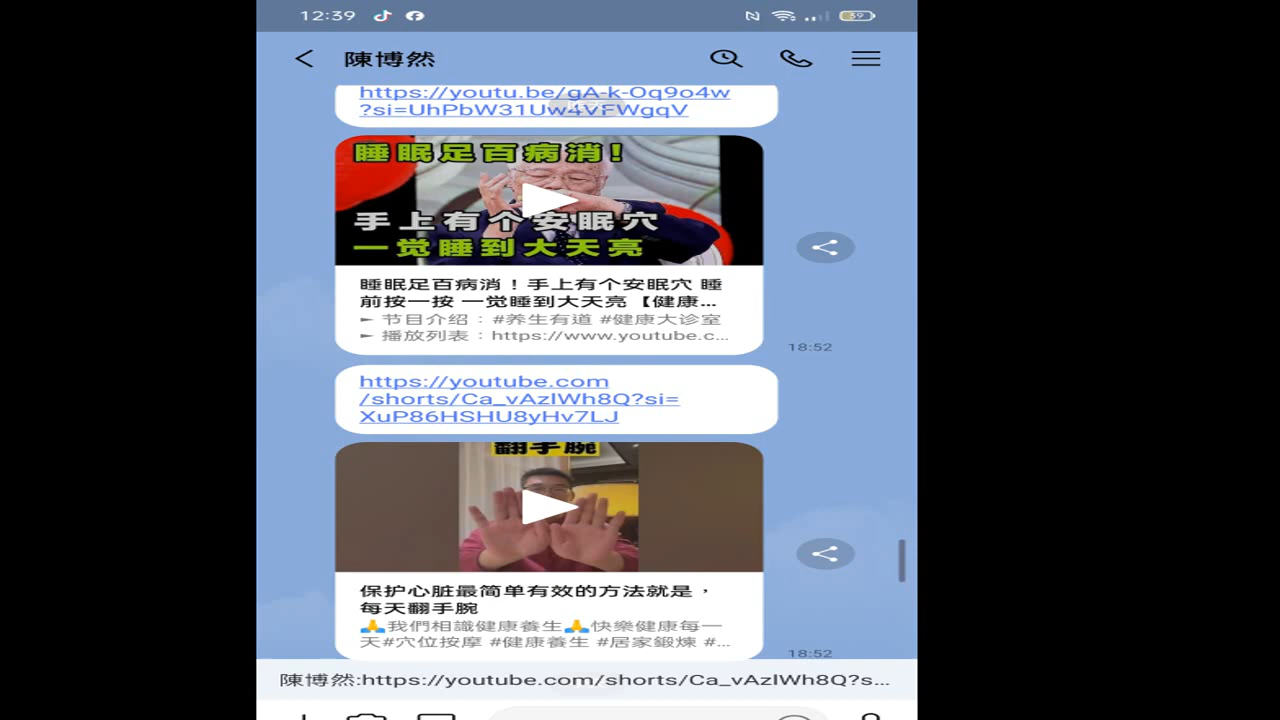 12:39
39
陳博然
https://youtu.be/gA-k-Oq9o4w
?si=UhPbW31Uw4VFWgqV
睡眠足百病消!
手上有个安眠穴
一觉睡到大天亮
睡眠足百病消！手上有个安眠穴 睡
前按一按 一觉睡到大天亮 【健康...
► 节目介绍：#养生有道 #健康大诊室
► 播放列表：https://www.youtube.c...
18:52
https://youtube.com
/shorts/Ca_vAzlWh8Q?si=
XuP86HSHU8yHv7LJ
翻手腕
保护心脏最简单有效的方法就是，
每天翻手腕
🙏我們相識健康養生🙏快樂健康每一
天#穴位按摩 #健康養生 #居家鍛煉 #...
18:52
陳博然:https://youtube.com/shorts/Ca_vAzlWh8Q?s...